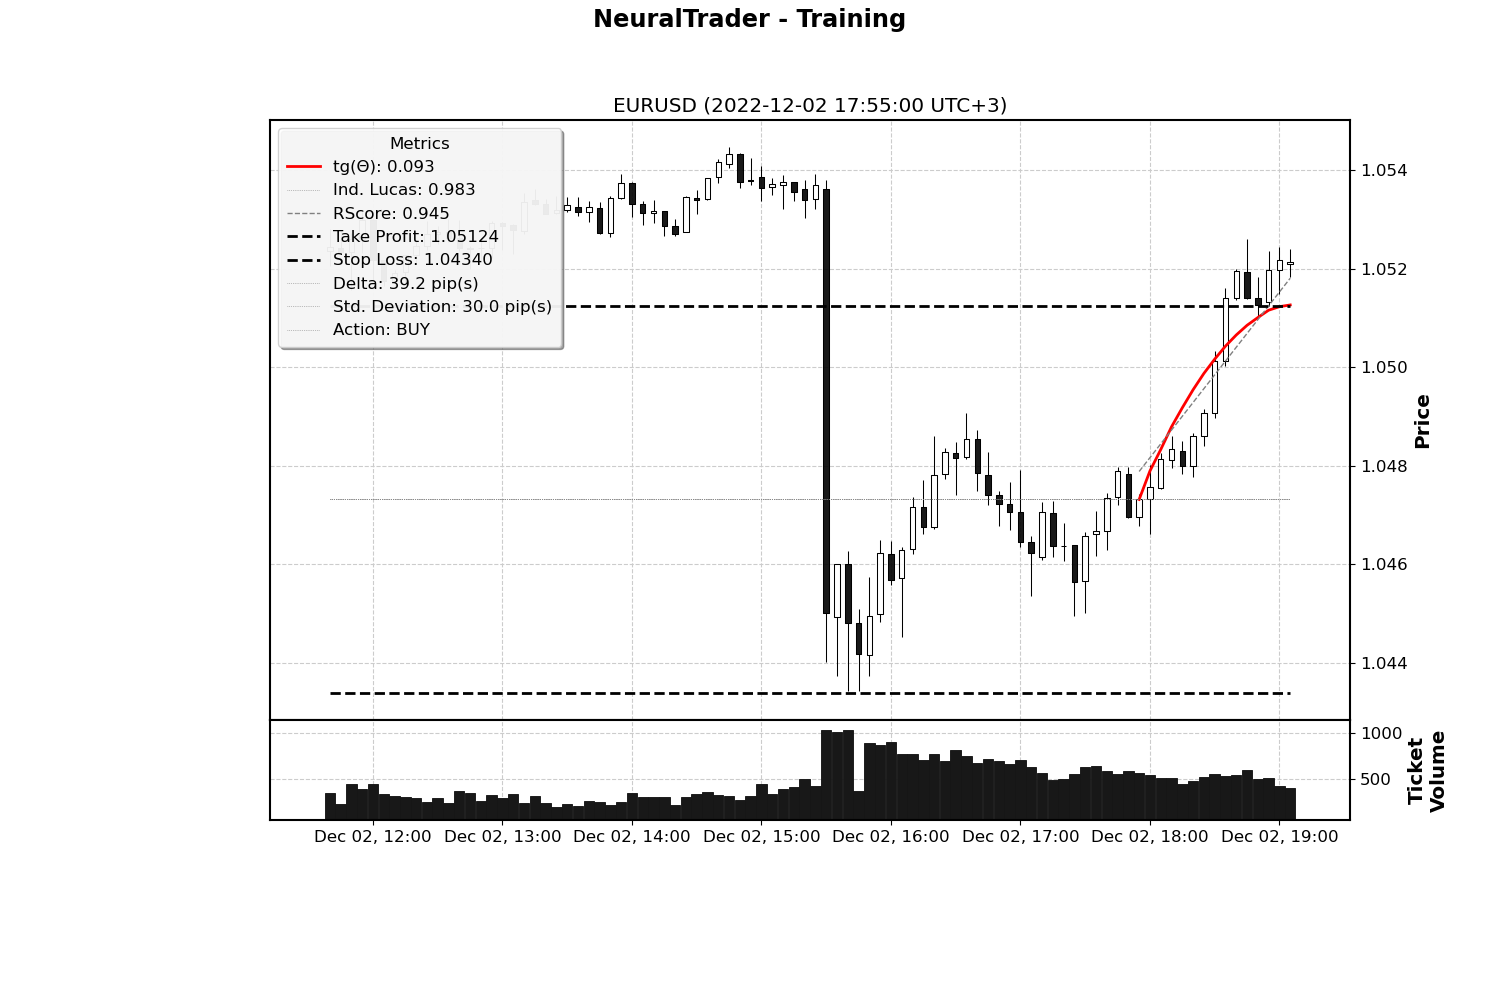 NeuralTrader - Training
EURUSD (2022-12-02 17:55:00 UTC+3)
Metrics
tg(Θ): 0.093
Ind. Lucas: 0.983
RScore: 0.945
Take Profit: 1.05124
Stop Loss: 1.04340
Delta: 39.2 pip(s)
Std. Deviation: 30.0 pip(s)
Action: BUY
1.054
1.052
1.050
1.048
1.046
1.044
Price
1000
500
Ticket
Volume
Dec 02, 12:00
Dec 02, 13:00
Dec 02, 14:00
Dec 02, 15:00
Dec 02, 16:00
Dec 02, 17:00
Dec 02, 18:00
Dec 02, 19:00